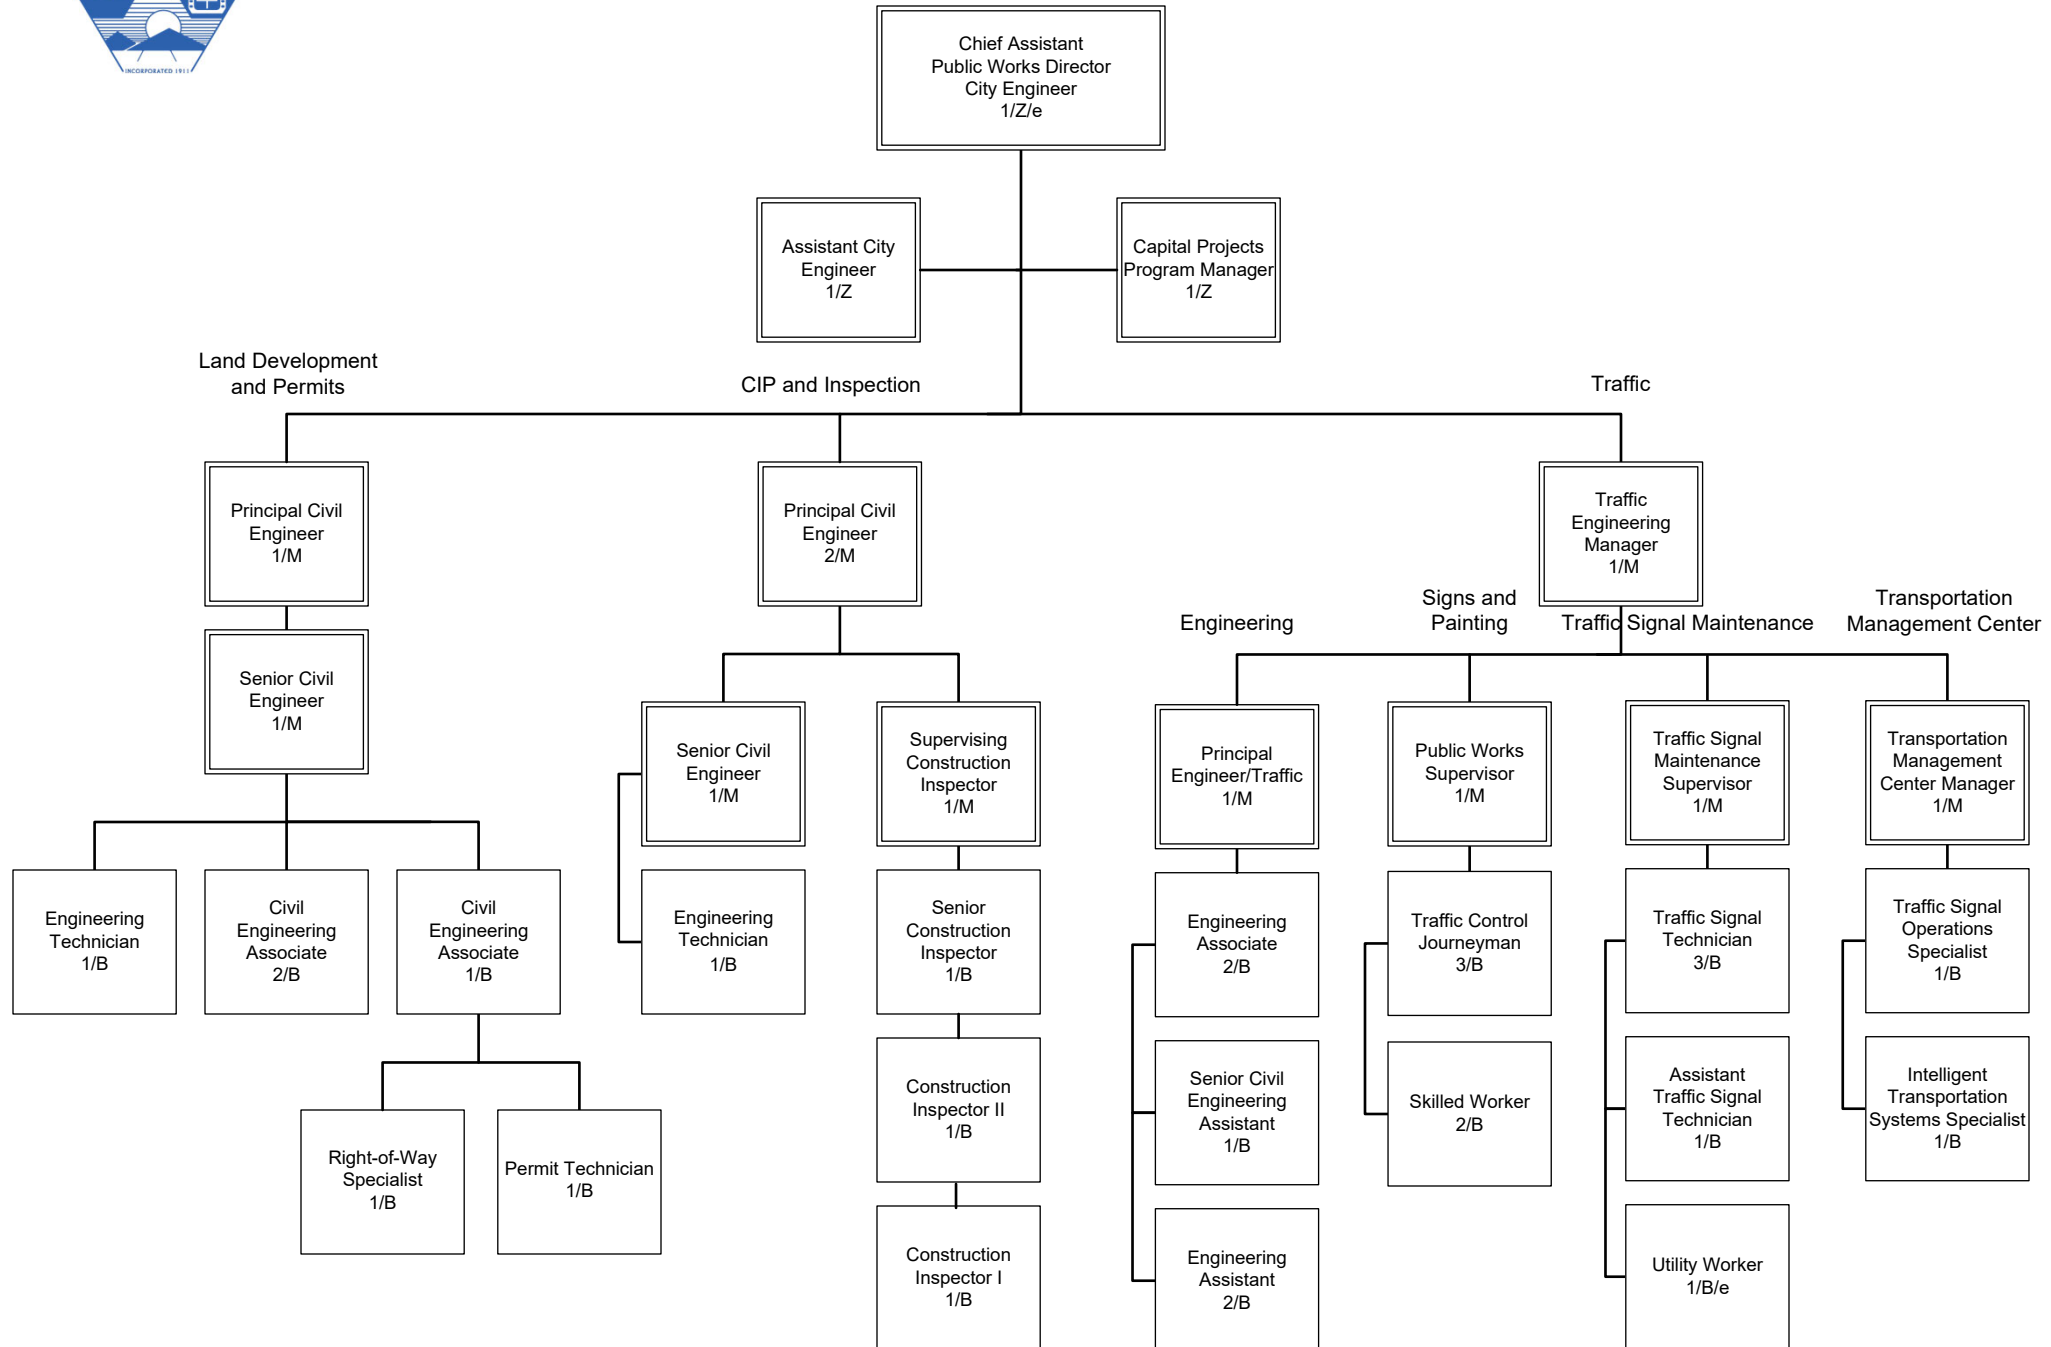 INCORPORATED 1911
Chief Assistant
Public Works Director
City Engineer
1/Z/e
Assistant City
Engineer
1/Z
Capital Projects
Program Manager
1/Z
Land Development
and Permits
CIP and Inspection
Traffic
Principal Civil
Engineer
1/M
Principal Civil
Engineer
2/M
Traffic
Engineering
Manager
1/M
Engineering
Signs and
Painting
Traffic Signal Maintenance
Transportation
Management Center
Senior Civil
Engineer
1/M
Senior Civil
Engineer
1/M
Supervising
Construction
Inspector
1/M
Principal
Engineer/Traffic
1/M
Public Works
Supervisor
1/M
Traffic Signal
Maintenance
Supervisor
1/M
Transportation
Management
Center Manager
1/M
Engineering
Technician
1/B
Civil
Engineering
Associate
2/B
Civil
Engineering
Associate
1/B
Engineering
Technician
1/B
Senior
Construction
Inspector
1/B
Engineering
Associate
2/B
Traffic Control
Journeyman
3/B
Traffic Signal
Technician
3/B
Traffic Signal
Operations
Specialist
1/B
Right-of-Way
Specialist
1/B
Permit Technician
1/B
Construction
Inspector II
1/B
Senior Civil
Engineering
Assistant
1/B
Skilled Worker
2/B
Assistant
Traffic Signal
Technician
1/B
Intelligent
Transportation
Systems Specialist
1/B
Construction
Inspector I
1/B
Engineering
Assistant
2/B
Utility Worker
1/B/e